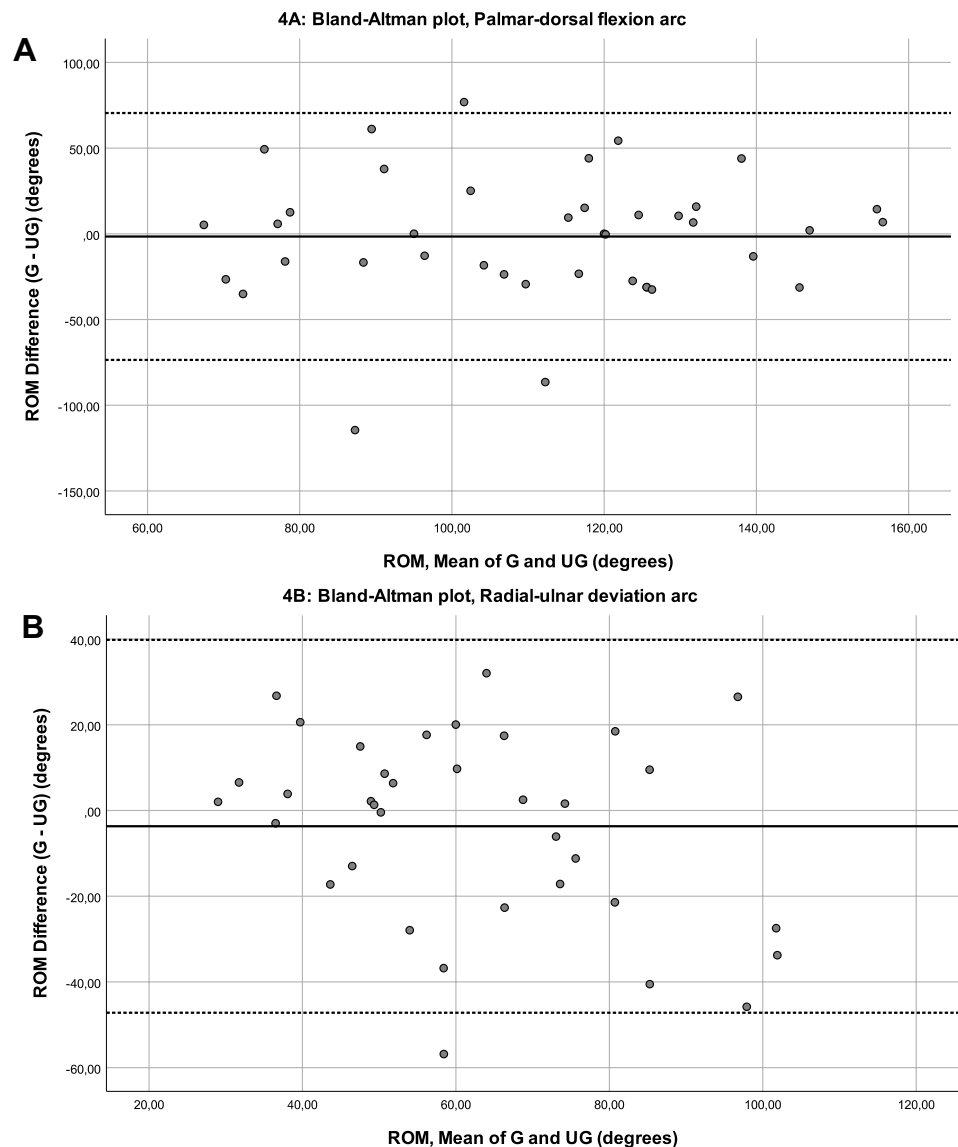 4A: Bland-Altman plot, Palmar-dorsal flexion arc
A
100,00
50,00
,00
-50,00
-100,00
-150,00
ROM Difference (G - UG) (degrees)
60,00 80,00 100,00 120,00 140,00 160,00
ROM, Mean of G and UG (degrees)
4B: Bland-Altman plot, Radial-ulnar deviation arc
B
40,00
20,00
,00
-20,00
-40,00
-60,00
ROM Difference (G - UG) (degrees)
20,00 40,00 60,00 80,00 100,00 120,00
ROM, Mean of G and UG (degrees)